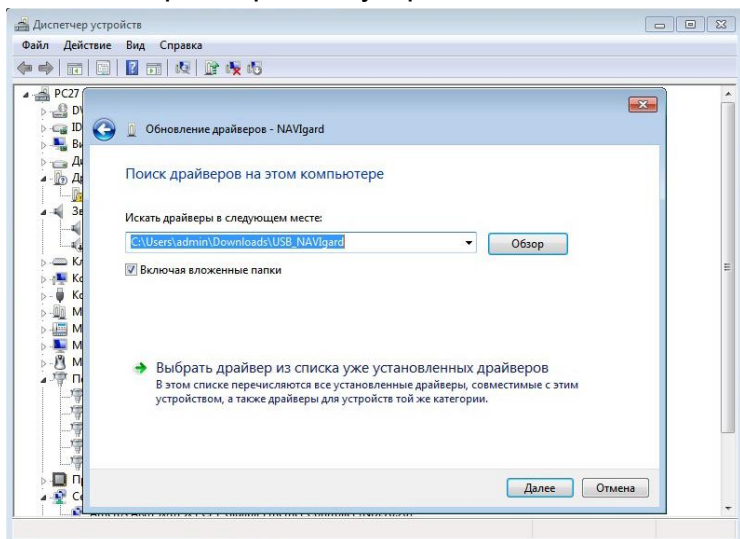 Диспетчер устройств
Файл Действие Вид Справка
PC27
Обновление драйверов - NAVIgard
Поиск драйверов на этом компьютере
Искать драйверы в следующем месте:
C:\Users\admin\Downloads\USB_NAVIgard
Обзор
Включая вложенные папки
Выбрать драйвер из списка уже установленных драйверов
В этом списке перечисляются все установленные драйверы, совместимые с этим
устройством, а также драйверы для устройств той же категории.
Далее Отмена